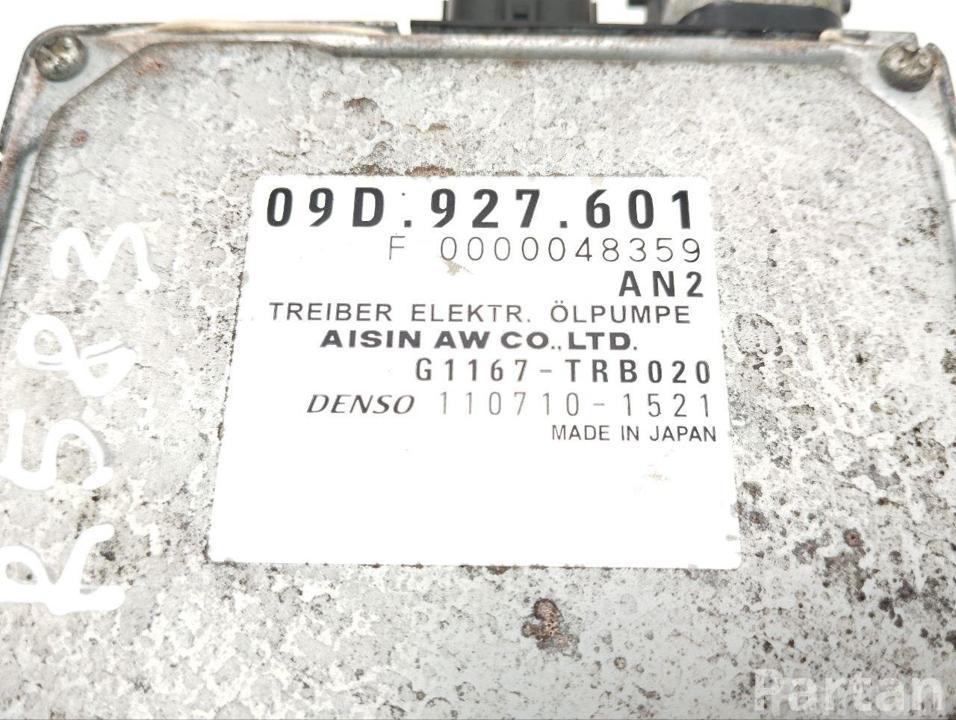 09D.927.601
F 0000048359
AN2
TREIBER ELEKTR. ÖLPUMPE
AISIN AW CO.,LTD.
G1167-TRB020
DENSO 110710-1521
MADE IN JAPAN
R583
Partan